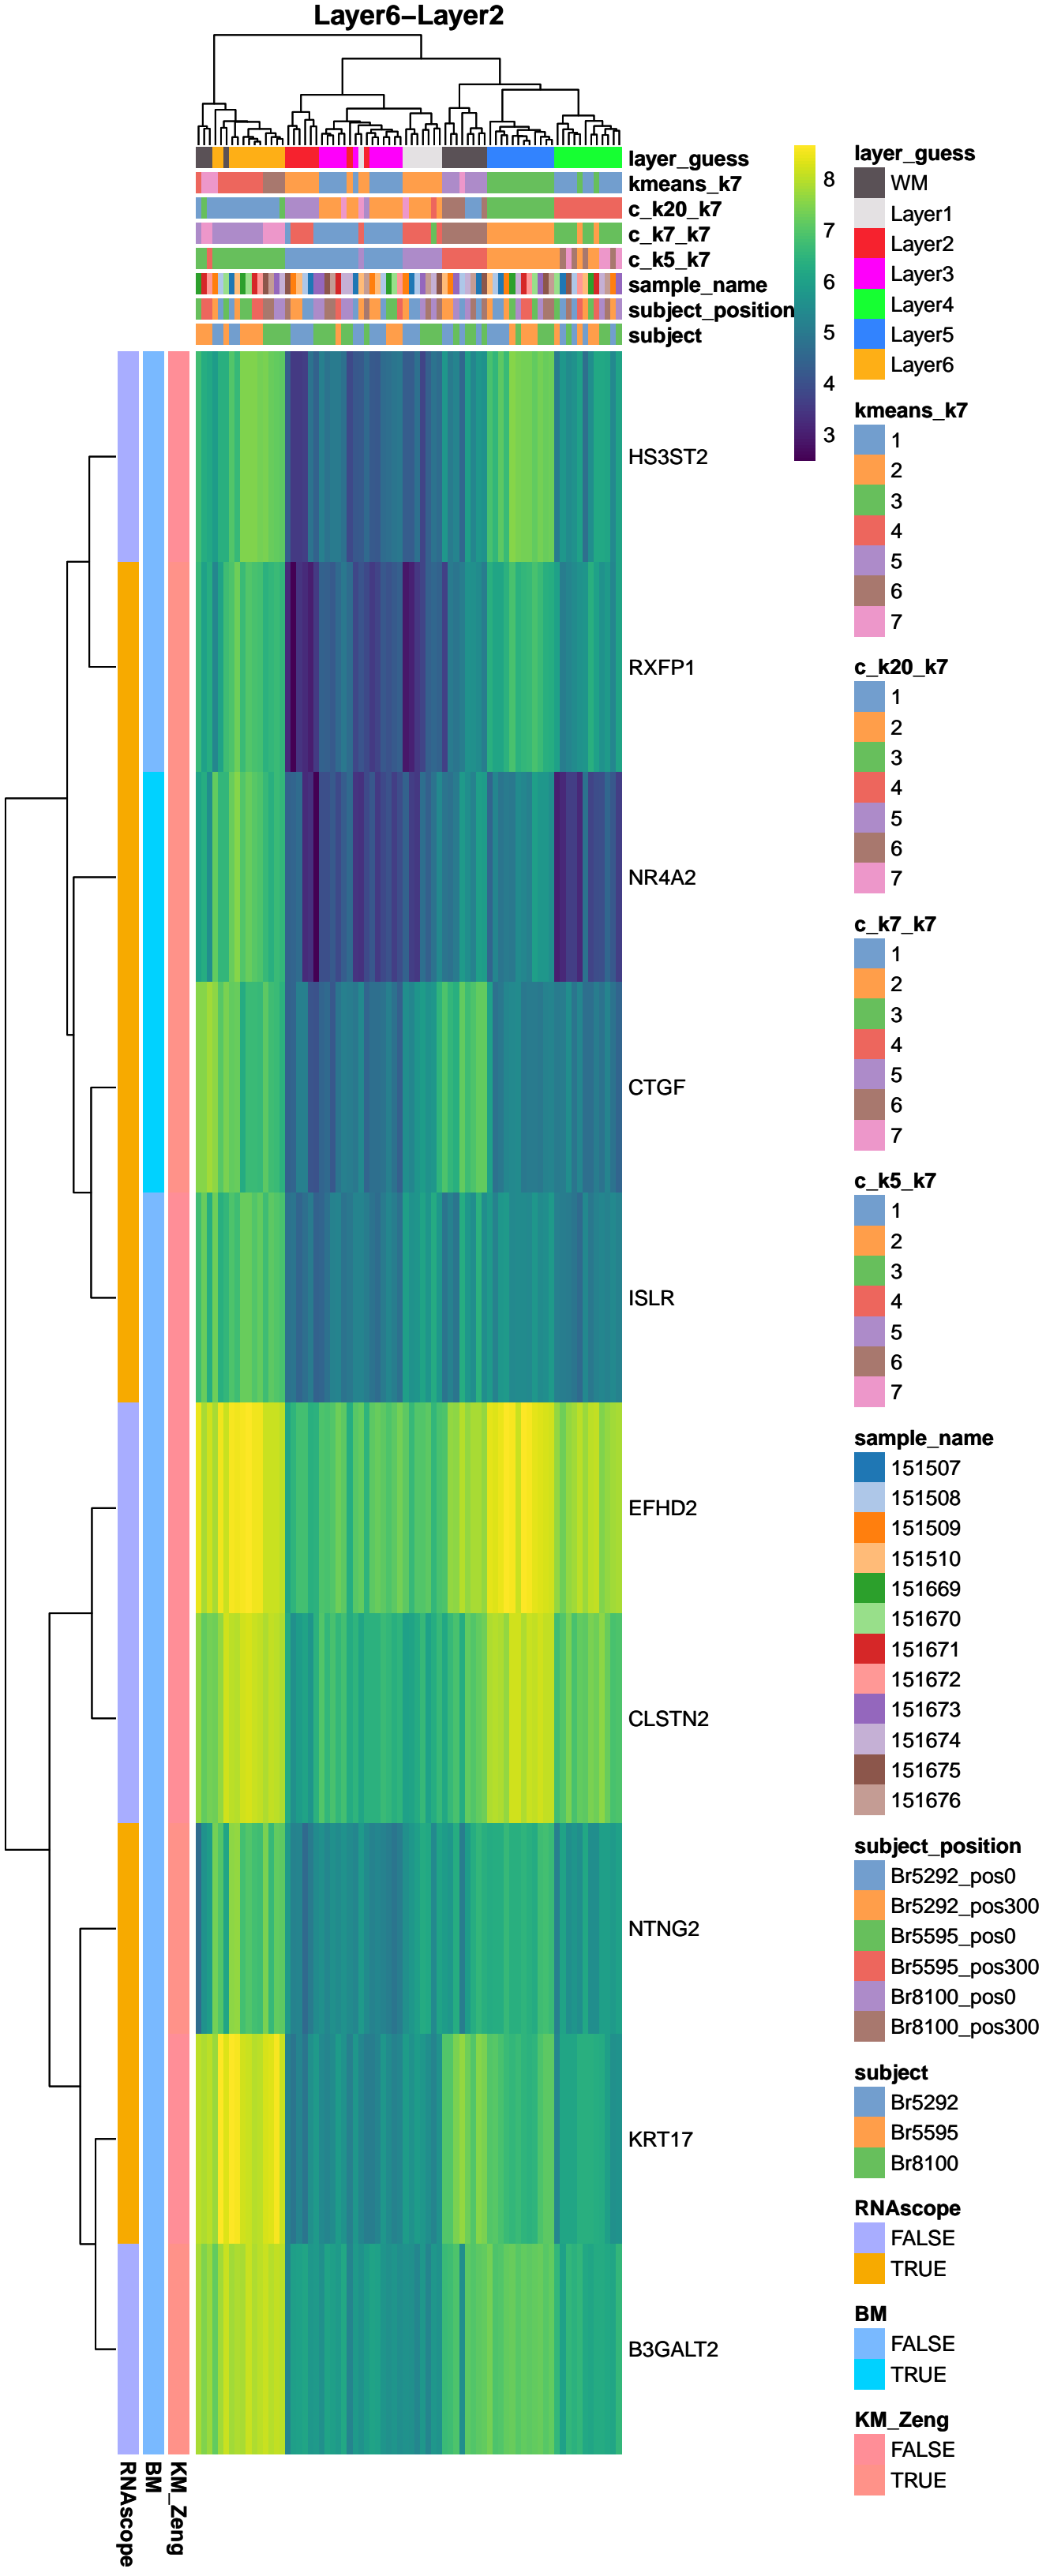 Layer6−Layer2
layer_guess
kmeans_k7
c_k20_k7
c_k7_k7
c_k5_k7
sample_name
subject_position
subject
8
7
6
5
4
3
HS3ST2
RXFP1
NR4A2
CTGF
ISLR
EFHD2
CLSTN2
NTNG2
KRT17
B3GALT2
RNAscope
BM
KM_Zeng
layer_guess
WM
Layer1
Layer2
Layer3
Layer4
Layer5
Layer6
kmeans_k7
1
2
3
4
5
6
7
c_k20_k7
1
2
3
4
5
6
7
c_k7_k7
1
2
3
4
5
6
7
c_k5_k7
1
2
3
4
5
6
7
sample_name
151507
151508
151509
151510
151669
151670
151671
151672
151673
151674
151675
151676
subject_position
Br5292_pos0
Br5292_pos300
Br5595_pos0
Br5595_pos300
Br8100_pos0
Br8100_pos300
subject
Br5292
Br5595
Br8100
RNAscope
FALSE
TRUE
BM
FALSE
TRUE
KM_Zeng
FALSE
TRUE